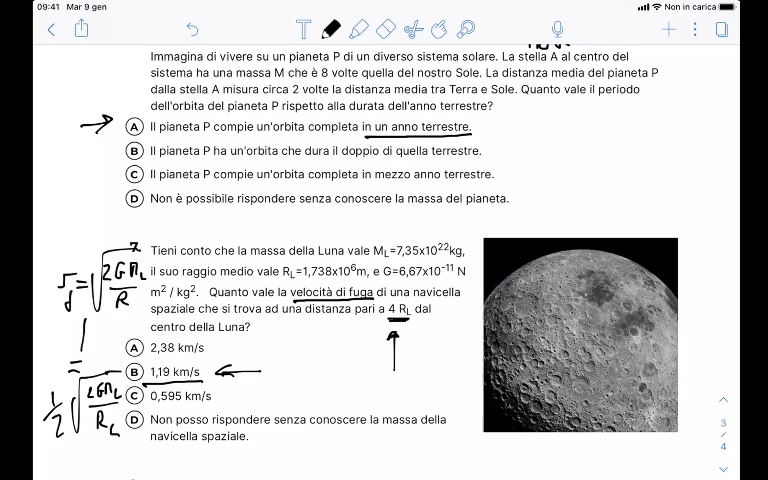 09:41 Mar 9 gen
Non in carica
Immagina di vivere su un pianeta P di un diverso sistema solare. La stella A al centro del
sistema ha una massa M che è 8 volte quella del nostro Sole. La distanza media del pianeta P
dalla stella A misura circa 2 volte la distanza media tra Terra e Sole. Quanto vale il periodo
dell'orbita del pianeta P rispetto alla durata dell'anno terrestre?
A Il pianeta P compie un'orbita completa in un anno terrestre.
B Il pianeta P ha un'orbita che dura il doppio di quella terrestre.
C Il pianeta P compie un'orbita completa in mezzo anno terrestre.
D Non è possibile rispondere senza conoscere la massa del pianeta.
Tieni conto che la massa della Luna vale M_L=7,35x10^22kg,
il suo raggio medio vale R_L=1,738x10^6m, e G=6,67x10^-11 N
m^2 / kg^2. Quanto vale la velocità di fuga di una navicella
spaziale che si trova ad una distanza pari a 4 R_L dal
centro della Luna?
A 2,38 km/s
B 1,19 km/s
C 0,595 km/s
D Non posso rispondere senza conoscere la massa della
navicella spaziale.
v_f = √(2GM_L/R)
= 1/2 √(2GM_L/R_L)
3
/
4